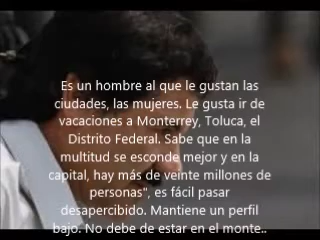 Es un hombre al que le gustan las
ciudades, las mujeres. Le gusta ir de
vacaciones a Monterrey, Toluca, el
Distrito Federal. Sabe que en la
multitud se esconde mejor y en la
capital, hay más de veinte millones de
personas", es fácil pasar
desapercibido. Mantiene un perfil
bajo. No debe de estar en el monte..